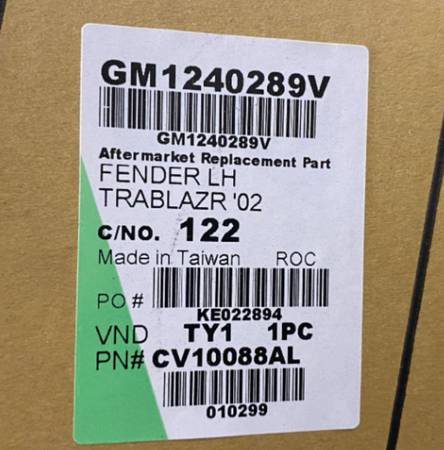 GM1240289V
GM1240289V
Aftermarket Replacement Part
FENDER LH
TRABLAZR '02
C/NO. 122
Made in Taiwan ROC
PO #
KE022894
VND TY1 1PC
PN# CV10088AL
010299